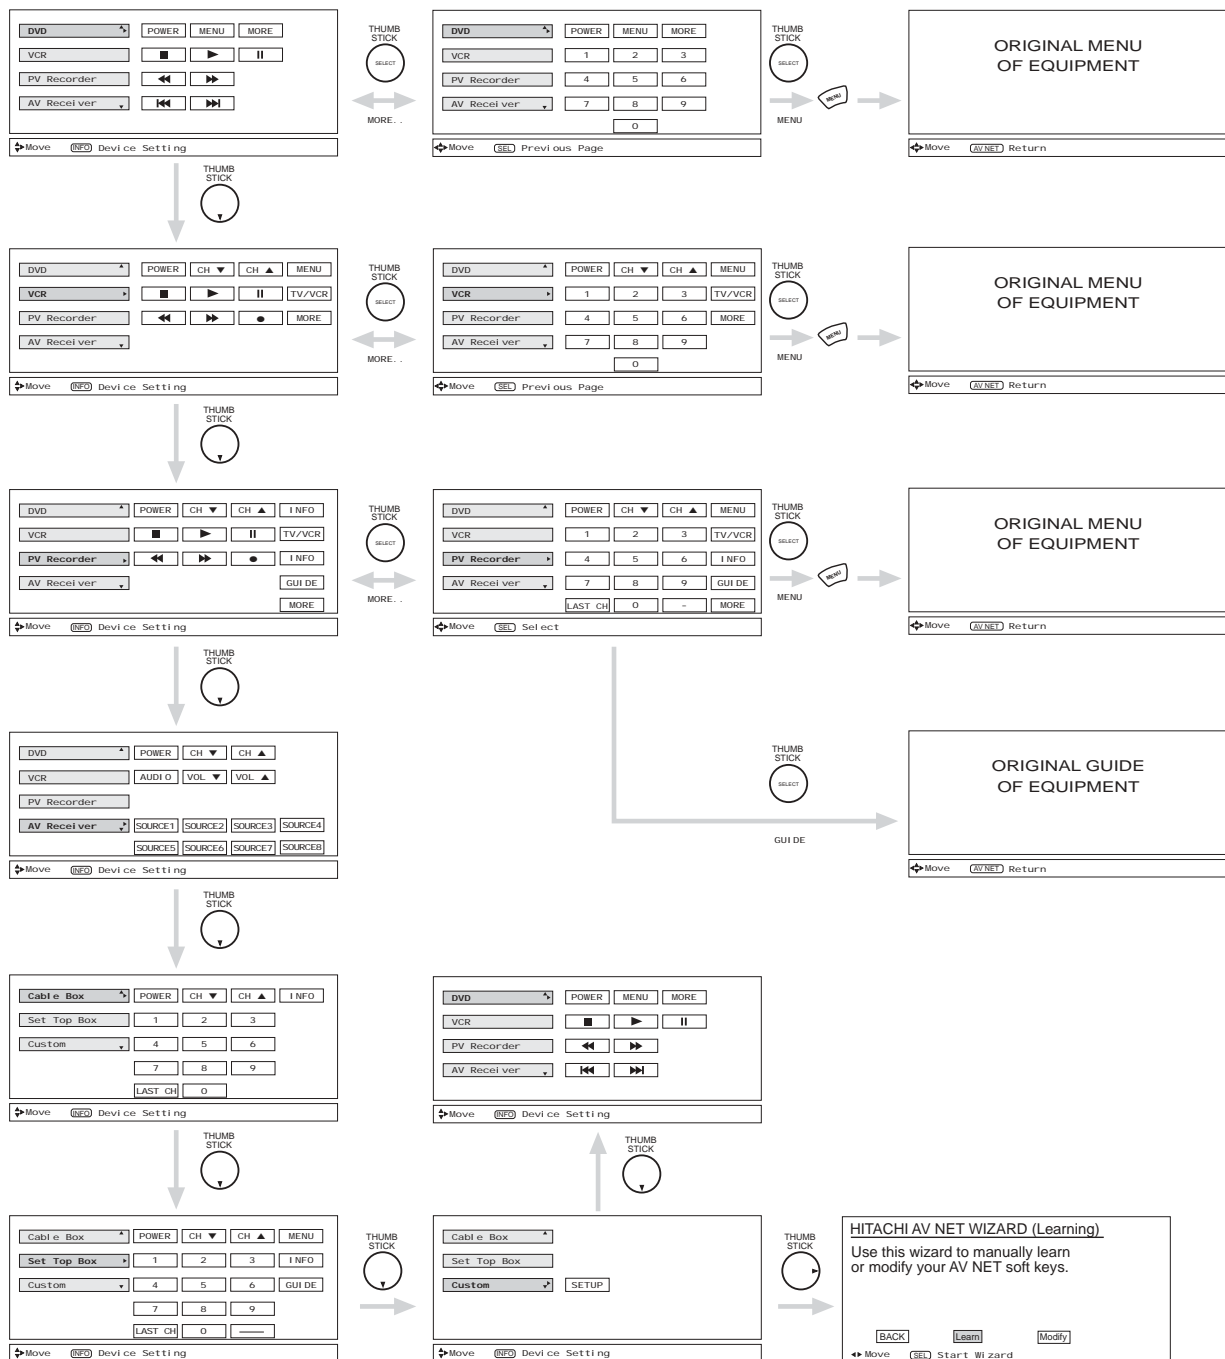 DVD POWER MENU MORE
VCR
PV Recorder
AV Receiver
Move INFO Device Setting
THUMB
STICK
SELECT
MORE..
DVD POWER MENU MORE
VCR 1 2 3
PV Recorder 4 5 6
AV Receiver 7 8 9
0
Move SEL Previous Page
THUMB
STICK
SELECT
MENU
MENU
ORIGINAL MENU
OF EQUIPMENT
Move AV NET Return
THUMB
STICK
DVD POWER CH ▼ CH ▲ MENU
VCR TV/VCR
PV Recorder MORE
AV Receiver
Move INFO Device Setting
THUMB
STICK
SELECT
MORE..
DVD POWER CH ▼ CH ▲ MENU
VCR 1 2 3 TV/VCR
PV Recorder 4 5 6 MORE
AV Receiver 7 8 9
0
Move SEL Previous Page
THUMB
STICK
SELECT
MENU
MENU
ORIGINAL MENU
OF EQUIPMENT
Move AV NET Return
THUMB
STICK
DVD POWER CH ▼ CH ▲ INFO
VCR TV/VCR
PV Recorder INFO
AV Receiver GUIDE
MORE
Move INFO Device Setting
THUMB
STICK
SELECT
MORE..
DVD POWER CH ▼ CH ▲ MENU
VCR 1 2 3 TV/VCR
PV Recorder 4 5 6 INFO
AV Receiver 7 8 9 GUIDE
LAST CH 0 – MORE
Move SEL Select
THUMB
STICK
SELECT
MENU
MENU
ORIGINAL MENU
OF EQUIPMENT
Move AV NET Return
THUMB
STICK
DVD POWER CH ▼ CH ▲
VCR AUDIO VOL ▼ VOL ▲
PV Recorder
AV Receiver SOURCE1 SOURCE2 SOURCE3 SOURCE4
SOURCE5 SOURCE6 SOURCE7 SOURCE8
Move INFO Device Setting
THUMB
STICK
SELECT
GUIDE
ORIGINAL GUIDE
OF EQUIPMENT
Move AV NET Return
THUMB
STICK
Cable Box POWER CH ▼ CH ▲ INFO
Set Top Box 1 2 3
Custom 4 5 6
7 8 9
LAST CH 0
Move INFO Device Setting
DVD POWER MENU MORE
VCR
PV Recorder
AV Receiver
Move INFO Device Setting
THUMB
STICK
THUMB
STICK
Cable Box POWER CH ▼ CH ▲ MENU
Set Top Box 1 2 3 INFO
Custom 4 5 6 GUIDE
7 8 9
LAST CH 0 —
Move INFO Device Setting
THUMB
STICK
Cable Box
Set Top Box
Custom SETUP
Move INFO Device Setting
THUMB
STICK
HITACHI AV NET WIZARD (Learning)
Use this wizard to manually learn
or modify your AV NET soft keys.
BACK Learn Modify
Move SEL Start Wizard